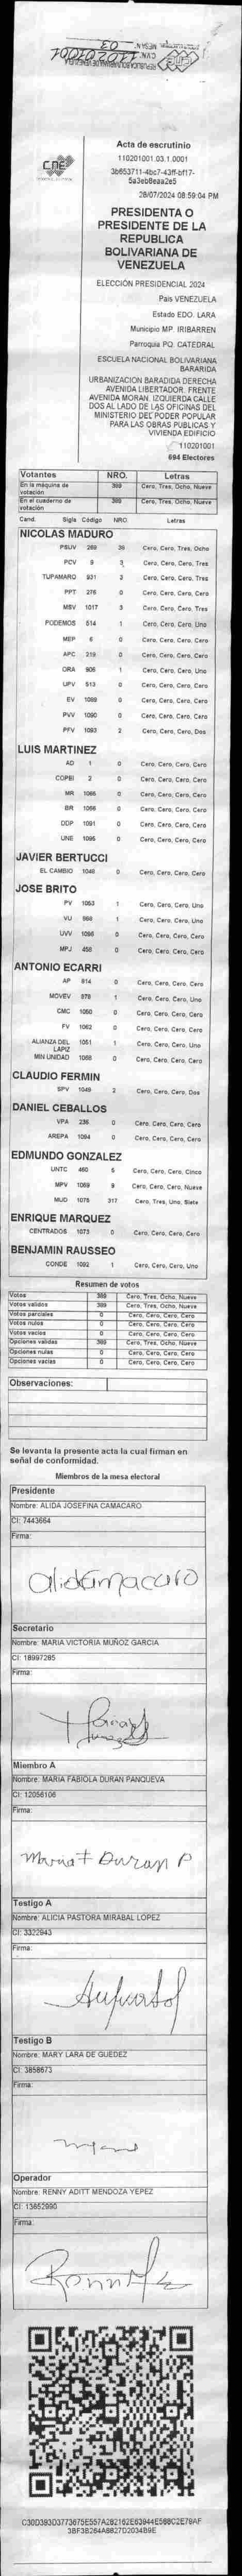 MESA N. 03
CNE
Acta de escrutinio
110201001.03.1.0001
3b653711-4bc7-43ff-bf17-
5a3eb8eaa2e5
28/07/2024 08:59:04 PM
PRESIDENTA O
PRESIDENTE DE LA
REPUBLICA
BOLIVARIANA DE
VENEZUELA
ELECCIÓN PRESIDENCIAL 2024
País VENEZUELA
Estado EDO. LARA
Municipio MP. IRIBARREN
Parroquia PQ. CATEDRAL
ESCUELA NACIONAL BOLIVARIANA
BARARIDA
URBANIZACION BARADIDA DERECHA
AVENIDA LIBERTADOR. FRENTE
AVENIDA MORAN. IZQUIERDA CALLE
DOS AL LADO DE LAS OFICINAS DEL
MINISTERIO DEL PODER POPULAR
PARA LAS OBRAS PUBLICAS Y
VIVIENDA EDIFICIO
110201001
694 Electores
Votantes NRO. Letras
En la máquina de votación 389 Cero, Tres, Ocho, Nueve
En el cuaderno de votación 389 Cero, Tres, Ocho, Nueve
Cand. Sigla Código NRO. Letras
NICOLAS MADURO
PSUV 269 38 Cero, Cero, Tres, Ocho
PCV 9 3 Cero, Cero, Cero, Tres
TUPAMARO 931 3 Cero, Cero, Cero, Tres
PPT 276 0 Cero, Cero, Cero, Cero
MSV 1017 3 Cero, Cero, Cero, Tres
PODEMOS 514 1 Cero, Cero, Cero, Uno
MEP 6 0 Cero, Cero, Cero, Cero
APC 219 0 Cero, Cero, Cero, Cero
ORA 906 1 Cero, Cero, Cero, Uno
UPV 513 0 Cero, Cero, Cero, Cero
EV 1089 0 Cero, Cero, Cero, Cero
PVV 1090 0 Cero, Cero, Cero, Cero
PFV 1093 2 Cero, Cero, Cero, Dos
LUIS MARTINEZ
AD 1 0 Cero, Cero, Cero, Cero
COPEI 2 0 Cero, Cero, Cero, Cero
MR 1065 0 Cero, Cero, Cero, Cero
BR 1066 0 Cero, Cero, Cero, Cero
DDP 1091 0 Cero, Cero, Cero, Cero
UNE 1095 0 Cero, Cero, Cero, Cero
JAVIER BERTUCCI
EL CAMBIO 1048 0 Cero, Cero, Cero, Cero
JOSE BRITO
PV 1053 1 Cero, Cero, Cero, Uno
VU 968 1 Cero, Cero, Cero, Uno
UVV 1096 0 Cero, Cero, Cero, Cero
MPJ 458 0 Cero, Cero, Cero, Cero
ANTONIO ECARRI
AP 914 0 Cero, Cero, Cero, Cero
MOVEV 978 1 Cero, Cero, Cero, Uno
CMC 1050 0 Cero, Cero, Cero, Cero
FV 1062 0 Cero, Cero, Cero, Cero
ALIANZA DEL LAPIZ 1051 1 Cero, Cero, Cero, Uno
MIN UNIDAD 1068 0 Cero, Cero, Cero, Cero
CLAUDIO FERMIN
SPV 1049 2 Cero, Cero, Cero, Dos
DANIEL CEBALLOS
VPA 236 0 Cero, Cero, Cero, Cero
AREPA 1094 0 Cero, Cero, Cero, Cero
EDMUNDO GONZALEZ
UNTC 460 5 Cero, Cero, Cero, Cinco
MPV 1069 9 Cero, Cero, Cero, Nueve
MUD 1075 317 Cero, Tres, Uno, Siete
ENRIQUE MARQUEZ
CENTRADOS 1073 0 Cero, Cero, Cero, Cero
BENJAMIN RAUSSEO
CONDE 1092 1 Cero, Cero, Cero, Uno
Resumen de votos
Votos 389 Cero, Tres, Ocho, Nueve
Votos validos 389 Cero, Tres, Ocho, Nueve
Votos parciales 0 Cero, Cero, Cero, Cero
Votos nulos 0 Cero, Cero, Cero, Cero
Votos vacíos 0 Cero, Cero, Cero, Cero
Opciones validas 389 Cero, Tres, Ocho, Nueve
Opciones nulas 0 Cero, Cero, Cero, Cero
Opciones vacías 0 Cero, Cero, Cero, Cero
Observaciones:
Se levanta la presente acta la cual firman en
señal de conformidad.
Miembros de la mesa electoral
Presidente
Nombre: ALIDA JOSEFINA CAMACARO
CI: 7443664
Firma:
Alida Camacaro
Secretario
Nombre: MARIA VICTORIA MUÑOZ GARCIA
CI: 18997285
Firma:
Miembro A
Nombre: MARIA FABIOLA DURAN PANQUEVA
CI: 12056106
Firma:
Maria F Duran P
Testigo A
Nombre: ALICIA PASTORA MIRABAL LOPEZ
CI: 3322943
Firma:
Testigo B
Nombre: MARY LARA DE GUEDEZ
CI: 3858673
Firma:
Operador
Nombre: RENNY ADITT MENDOZA YEPEZ
CI: 13652990
Firma:
C30D393D3773675E557A282162E63944E568C2E79AF
3BF3B264A8827D2034B9E